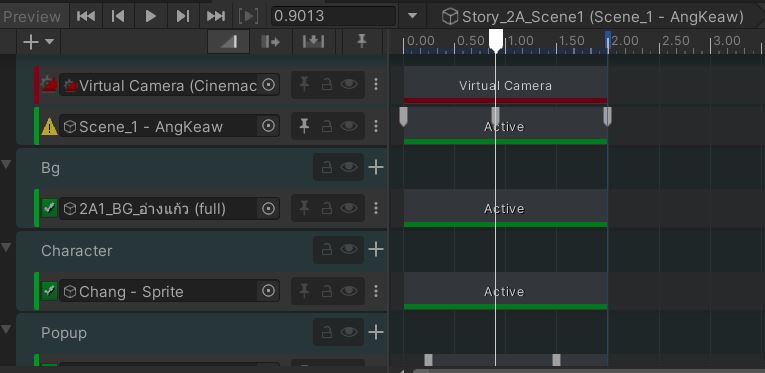 Preview 0.9013 Story_2A_Scene1 (Scene_1 - AngKeaw)
0.00 0.50 1.00 1.50 2.00 2.50 3.00
Virtual Camera (Cinemac Virtual Camera
Scene_1 - AngKeaw Active
Bg
2A1_BG_อ่างแก้ว (full) Active
Character
Chang - Sprite Active
Popup